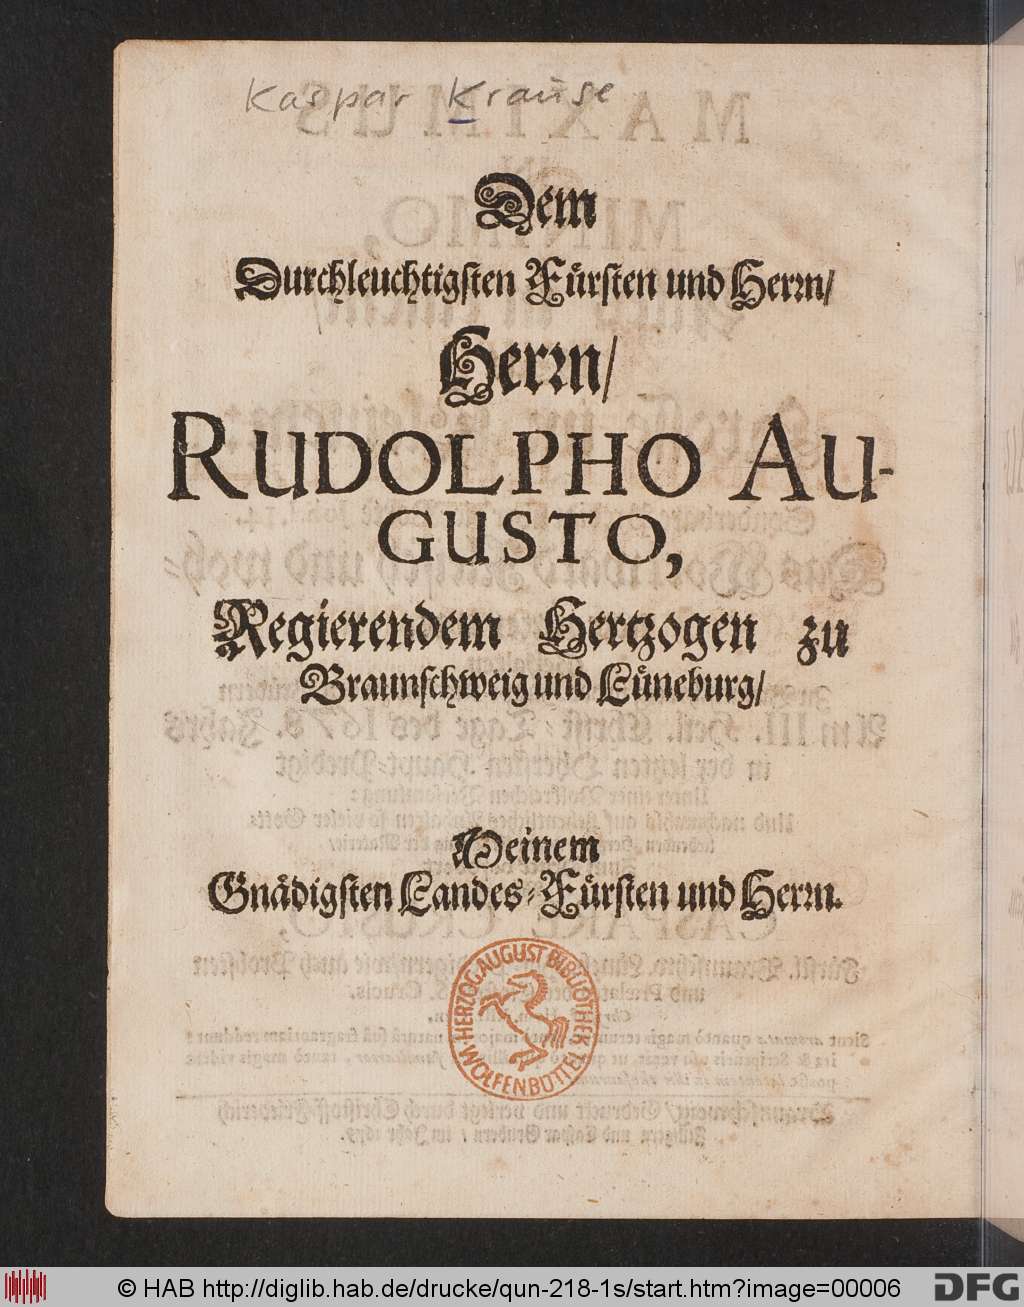 Kaspar Krause
Dem
Durchleuchtigsten Fürsten und Herrn/
Herrn/
RUDOLPHO AU-
GUSTO,
Regierendem Hertzogen zu
Braunschweig und Lüneburg/
Meinem
Gnädigsten Landes-Fürsten und Herrn.
HERZOG AUGUST BIBLIOTHEK
WOLFENBÜTTEL
© HAB http://diglib.hab.de/drucke/qun-218-1s/start.htm?image=00006
DFG